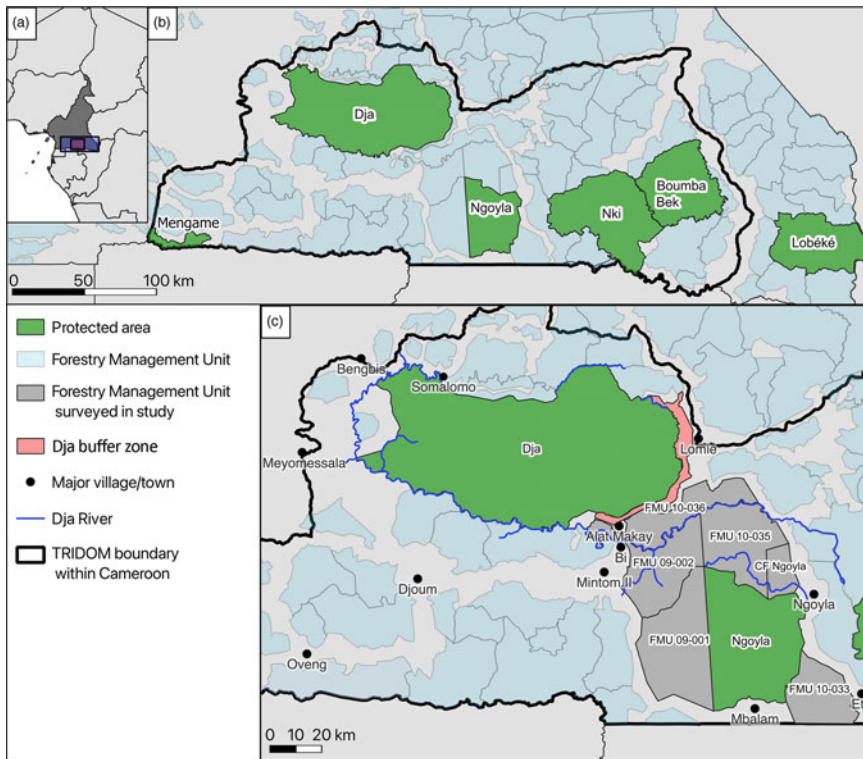 (a)
(b)
Dja
Mengame
Ngoyla
Nki
Boumba
Bek
Lobéké
0 50 100 km
Protected area
Forestry Management Unit
Forestry Management Unit
surveyed in study
Dja buffer zone
Major village/town
Dja River
TRIDOM boundary
within Cameroon
(c)
Bengbis
Somalomo
Meyomessala
Dja
Lomie
FMU 10-036
Alat Makay
FMU 10-035
Bi
FMU 09-002
CF Ngoyla
Mintom II
Djoum
Ngoyla
FMU 09-001
Ngoyla
Oveng
FMU 10-033
Et
Mbalam
0 10 20 km